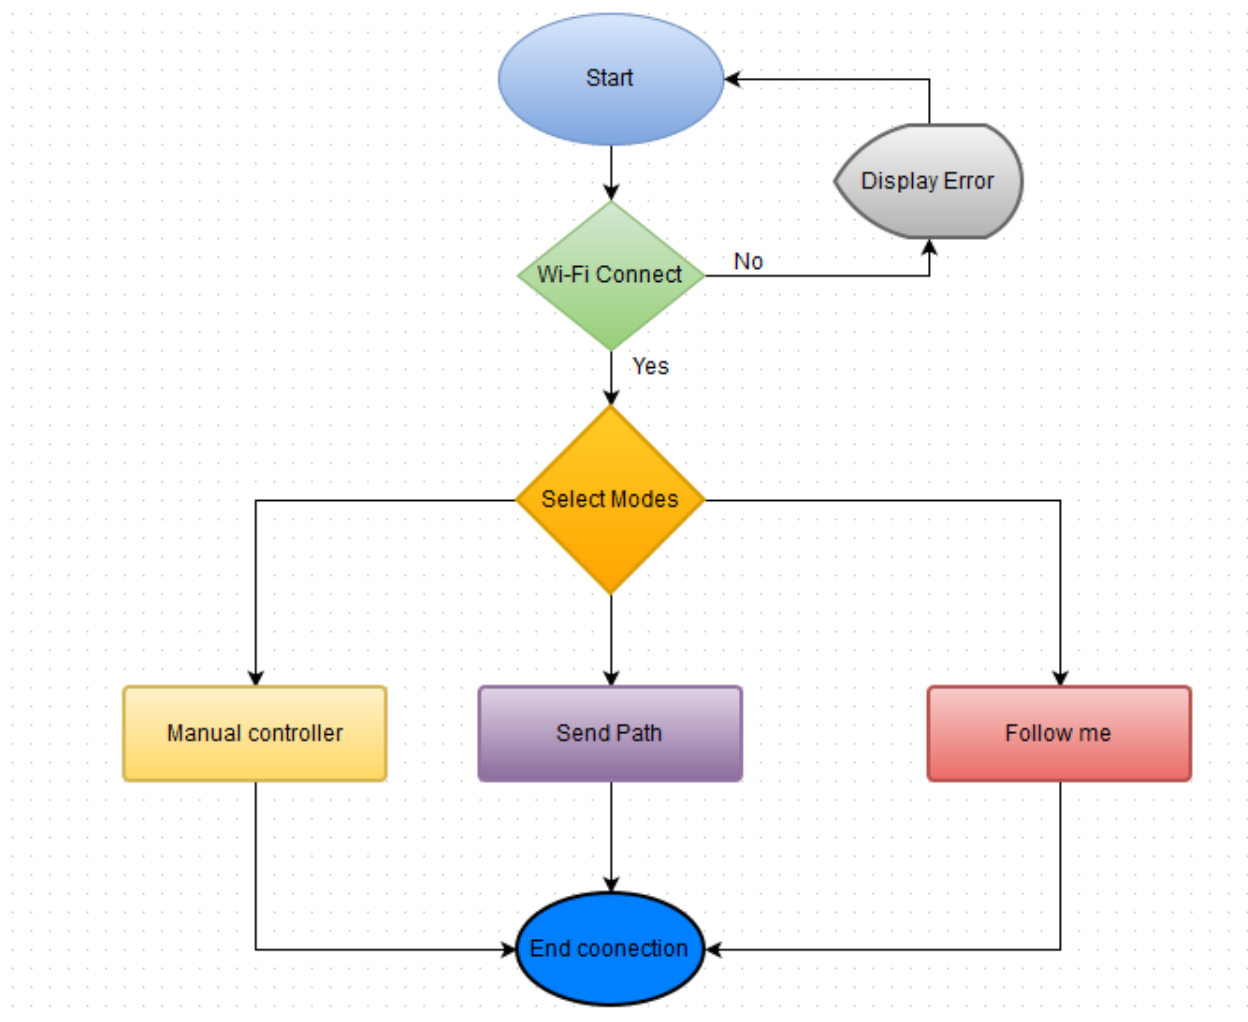 Start
Display Error
Wi-Fi Connect
No
Yes
Select Modes
Manual controller
Send Path
Follow me
End coonection